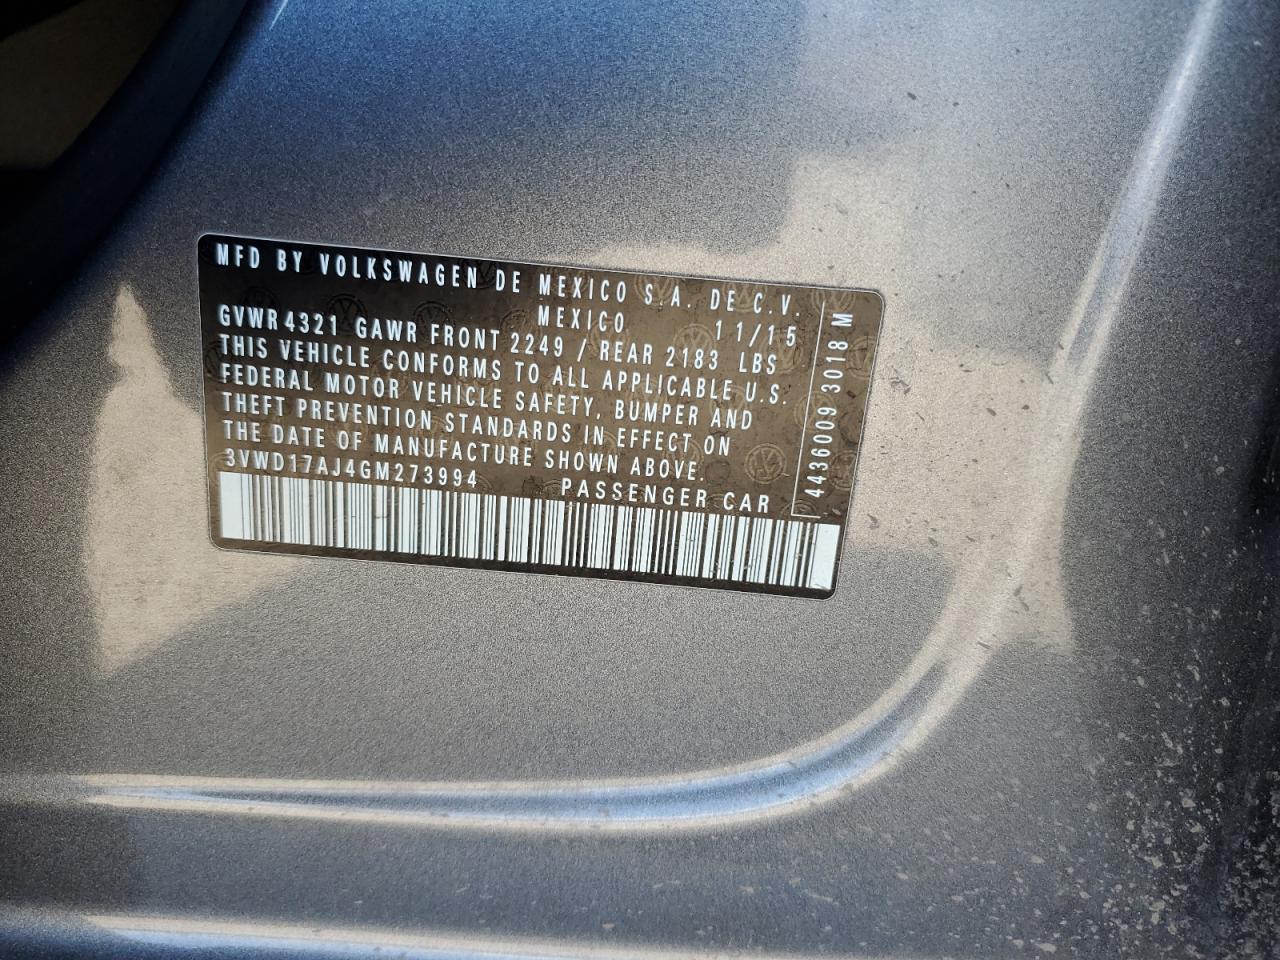 MFD BY VOLKSWAGEN DE MEXICO S.A. DE C.V.
MEXICO 11/15
GVWR 4321 GAWR FRONT 2249 / REAR 2183 LBS
THIS VEHICLE CONFORMS TO ALL APPLICABLE U.S.
FEDERAL MOTOR VEHICLE SAFETY, BUMPER AND
THEFT PREVENTION STANDARDS IN EFFECT ON
THE DATE OF MANUFACTURE SHOWN ABOVE.
3VWD17AJ4GM273994 PASSENGER CAR
4436009 3018 M